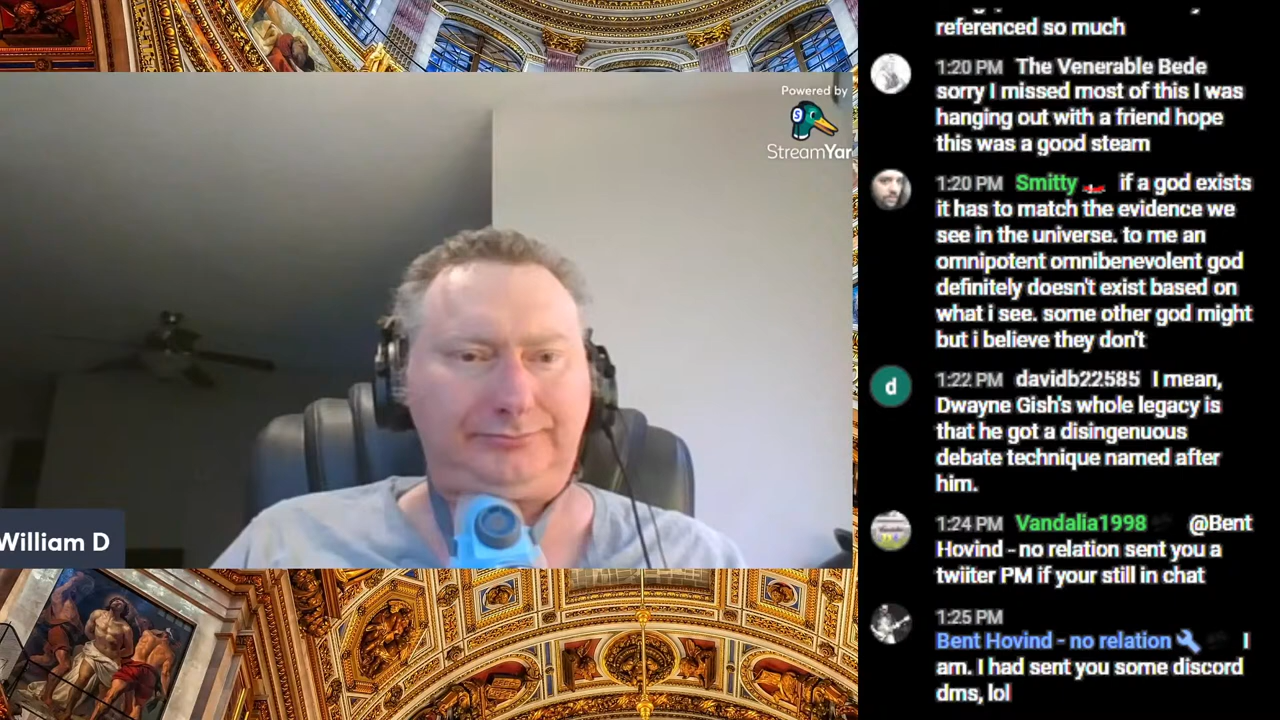 Powered by
StreamYar
William D
referenced so much
1:20 PM The Venerable Bede
sorry I missed most of this I was
hanging out with a friend hope
this was a good stearn
1:20 PM Smitty if a god exists
it has to match the evidence we
see in the universe. to me an
omnipotent omnibenevolent god
definitely doesn't exist based on
what i see. some other god might
but i believe they don't
1:22 PM davidb22585 I mean,
Dwayne Gish's whole legacy is
that he got a disingenuous
debate technique named after
him.
1:24 PM Vandalia1998 @Bent
Hovind - no relation sent you a
twiiter PM if your still in chat
1:25 PM
Bent Hovind - no relation I
am. I had sent you some discord
dms, lol